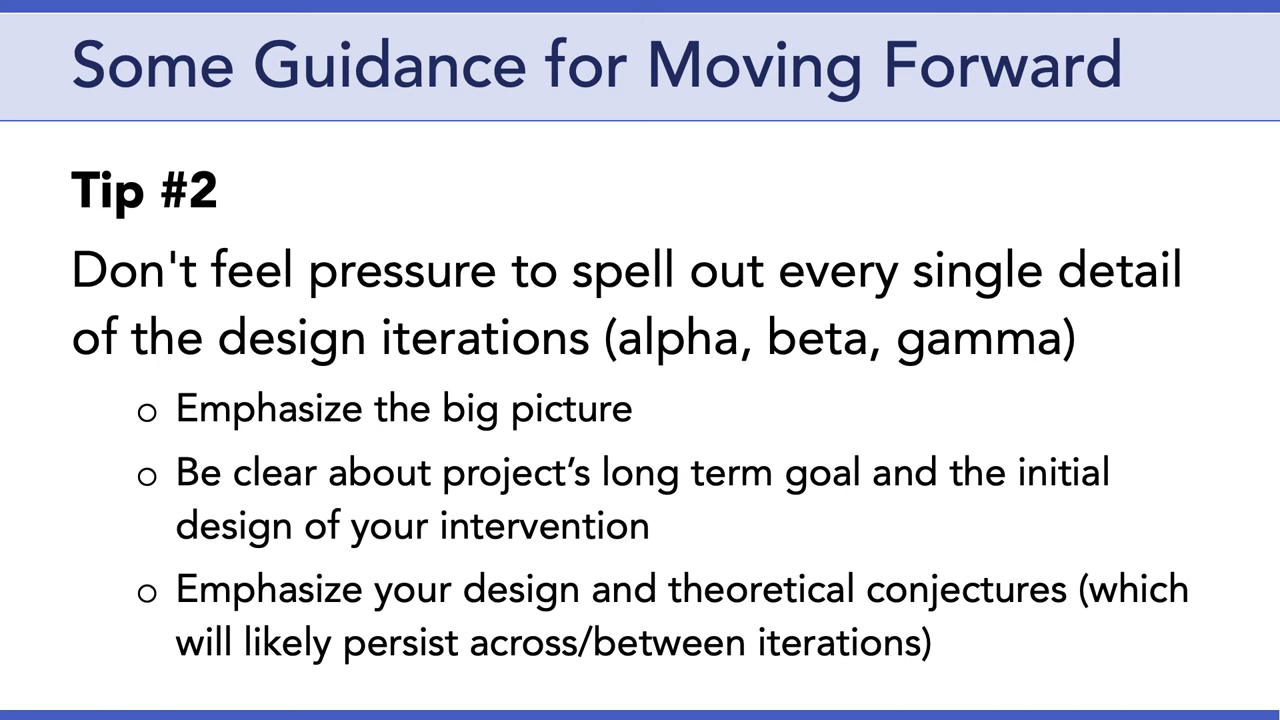 Some Guidance for Moving Forward
Tip #2
Don't feel pressure to spell out every single detail
of the design iterations (alpha, beta, gamma)
o Emphasize the big picture
o Be clear about project’s long term goal and the initial
design of your intervention
o Emphasize your design and theoretical conjectures (which
will likely persist across/between iterations)